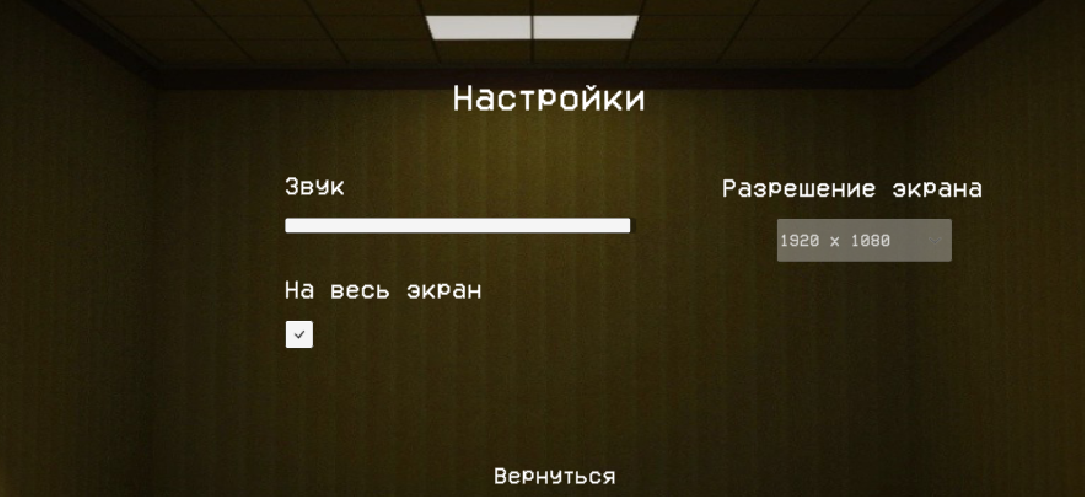 Настройки
Звук
Разрешение экрана
1920 x 1080
На весь экран
Вернуться